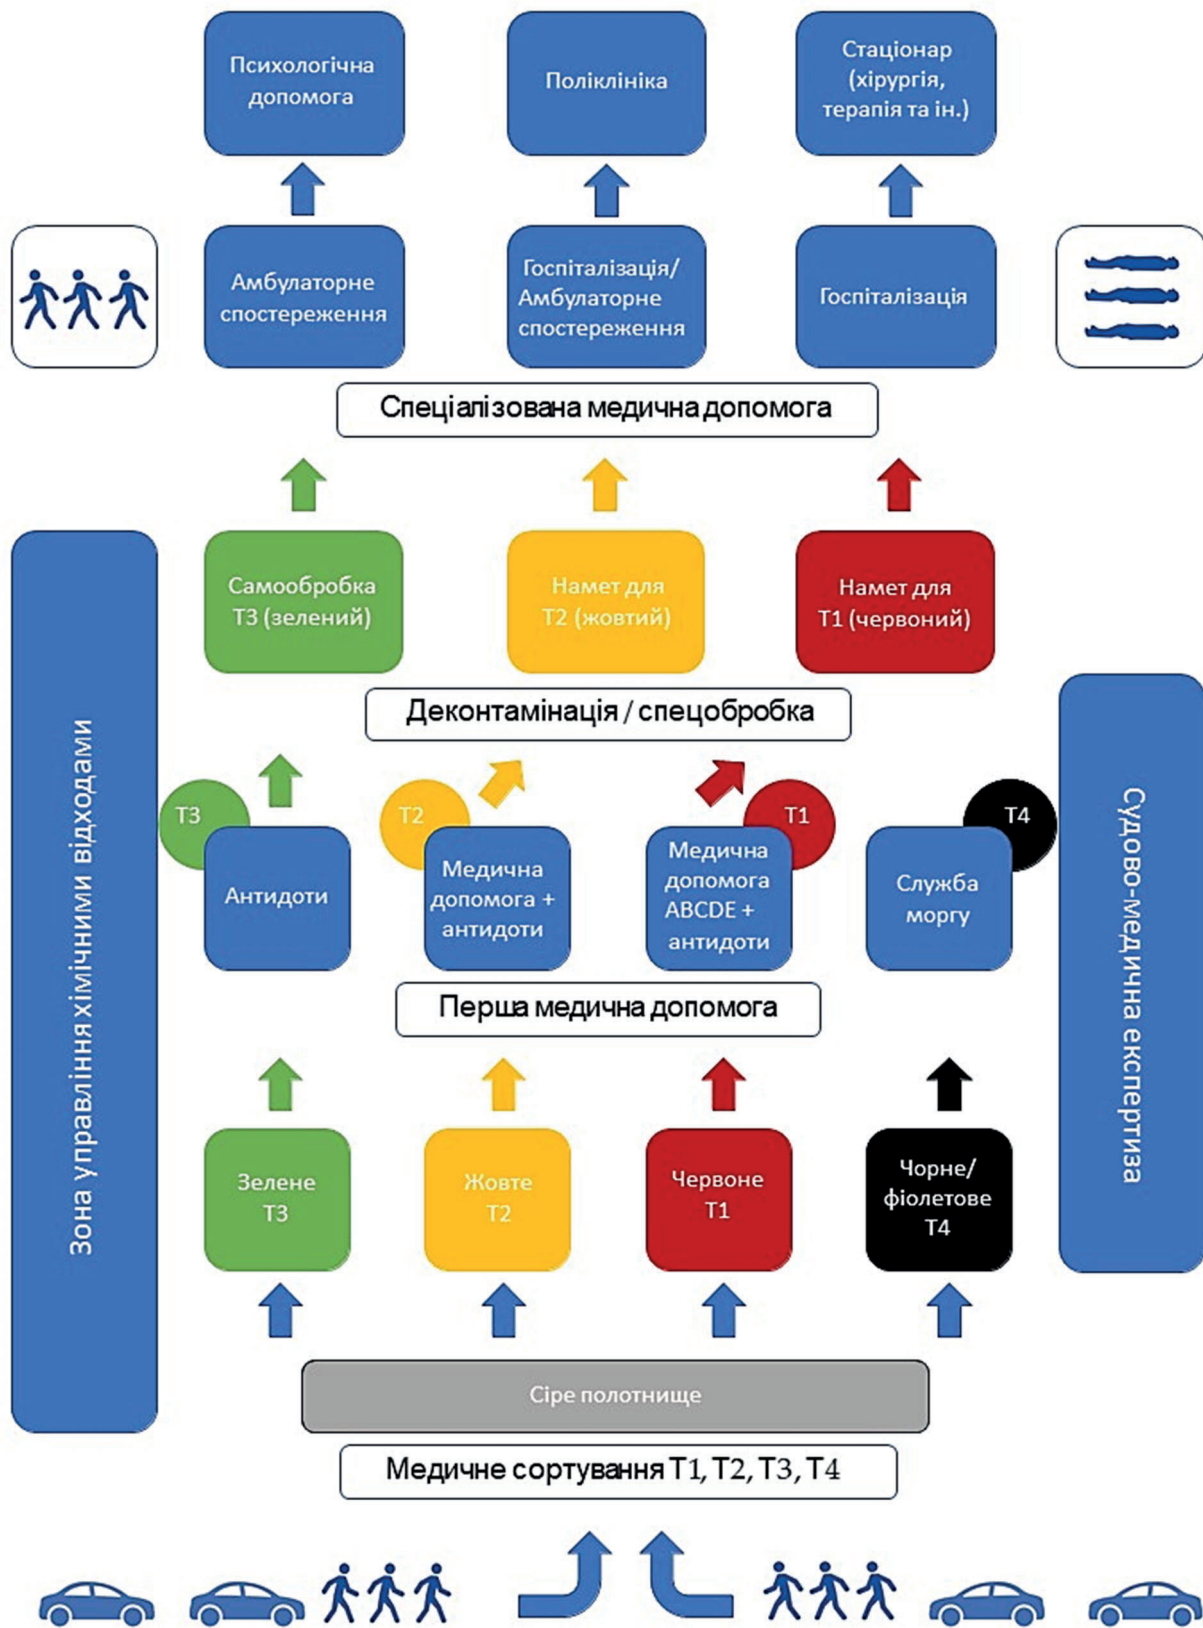 Психологічна
допомога
Поліклініка
Стаціонар
(хірургія,
терапія та ін.)
Амбулаторне
спостереження
Госпіталізація/
Амбулаторне
спостереження
Госпіталізація
Спеціалізована медична допомога
Самообробка
Т3 (зелений)
Намет для
Т2 (жовтий)
Намет для
Т1 (червоний)
Деконтамінація / спецобробка
Зона управління хімічними відходами
Судово-медична експертиза
Т3
Антидоти
Т2
Медична
допомога +
антидоти
Т1
Медична
допомога
ABCDE +
антидоти
Т4
Служба
моргу
Перша медична допомога
Зелене
Т3
Жовте
Т2
Червоне
Т1
Чорне/
фіолетове
Т4
Сіре полотнище
Медичне сортування Т1, Т2, Т3, Т4